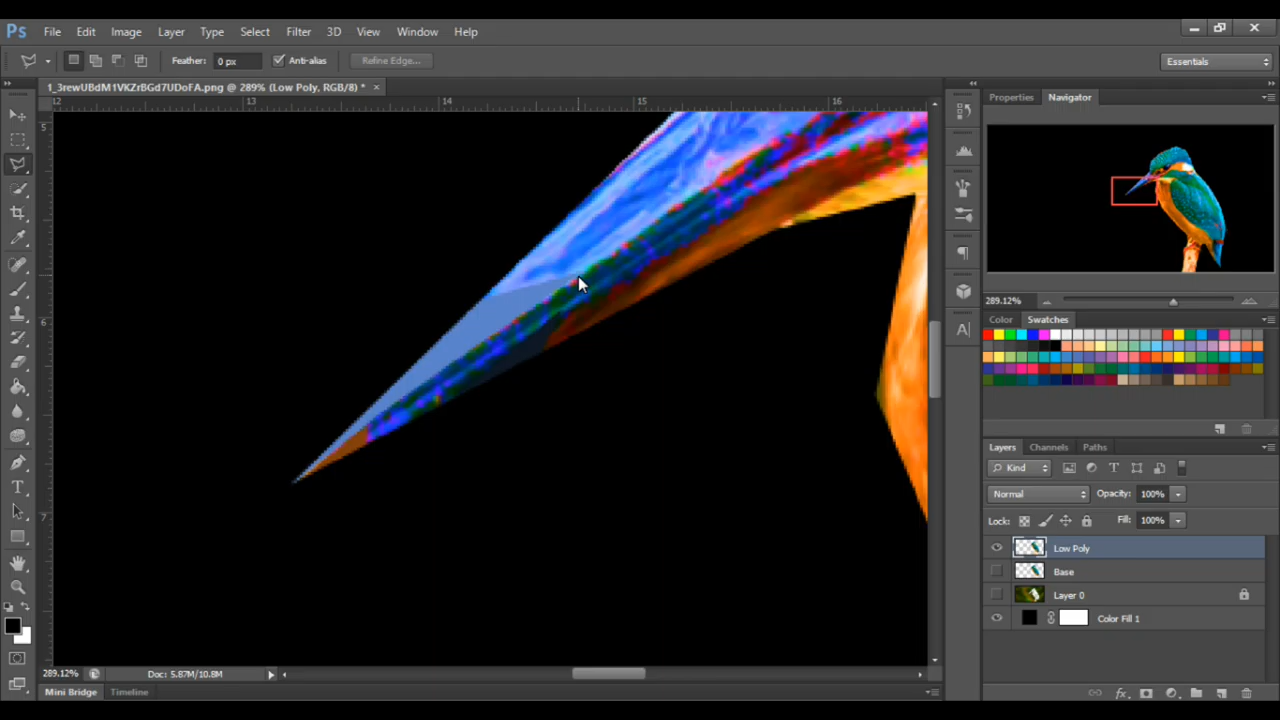 Ps File Edit Image Layer Type Select Filter 3D View Window Help
Feather: 0 px Anti-alias Refine Edge... Essentials
1_3rewUBdM1VKZrBGd7UDoFA.png @ 289% (Low Poly, RGB/8) * ×
12 13 14 15 16
5
6
7
Properties Navigator
289.12%
Color Swatches
Layers Channels Paths
Kind
Normal Opacity: 100%
Lock: Fill: 100%
Low Poly
Base
Layer 0
Color Fill 1
289.12% Doc: 5.87M/10.8M
Mini Bridge Timeline